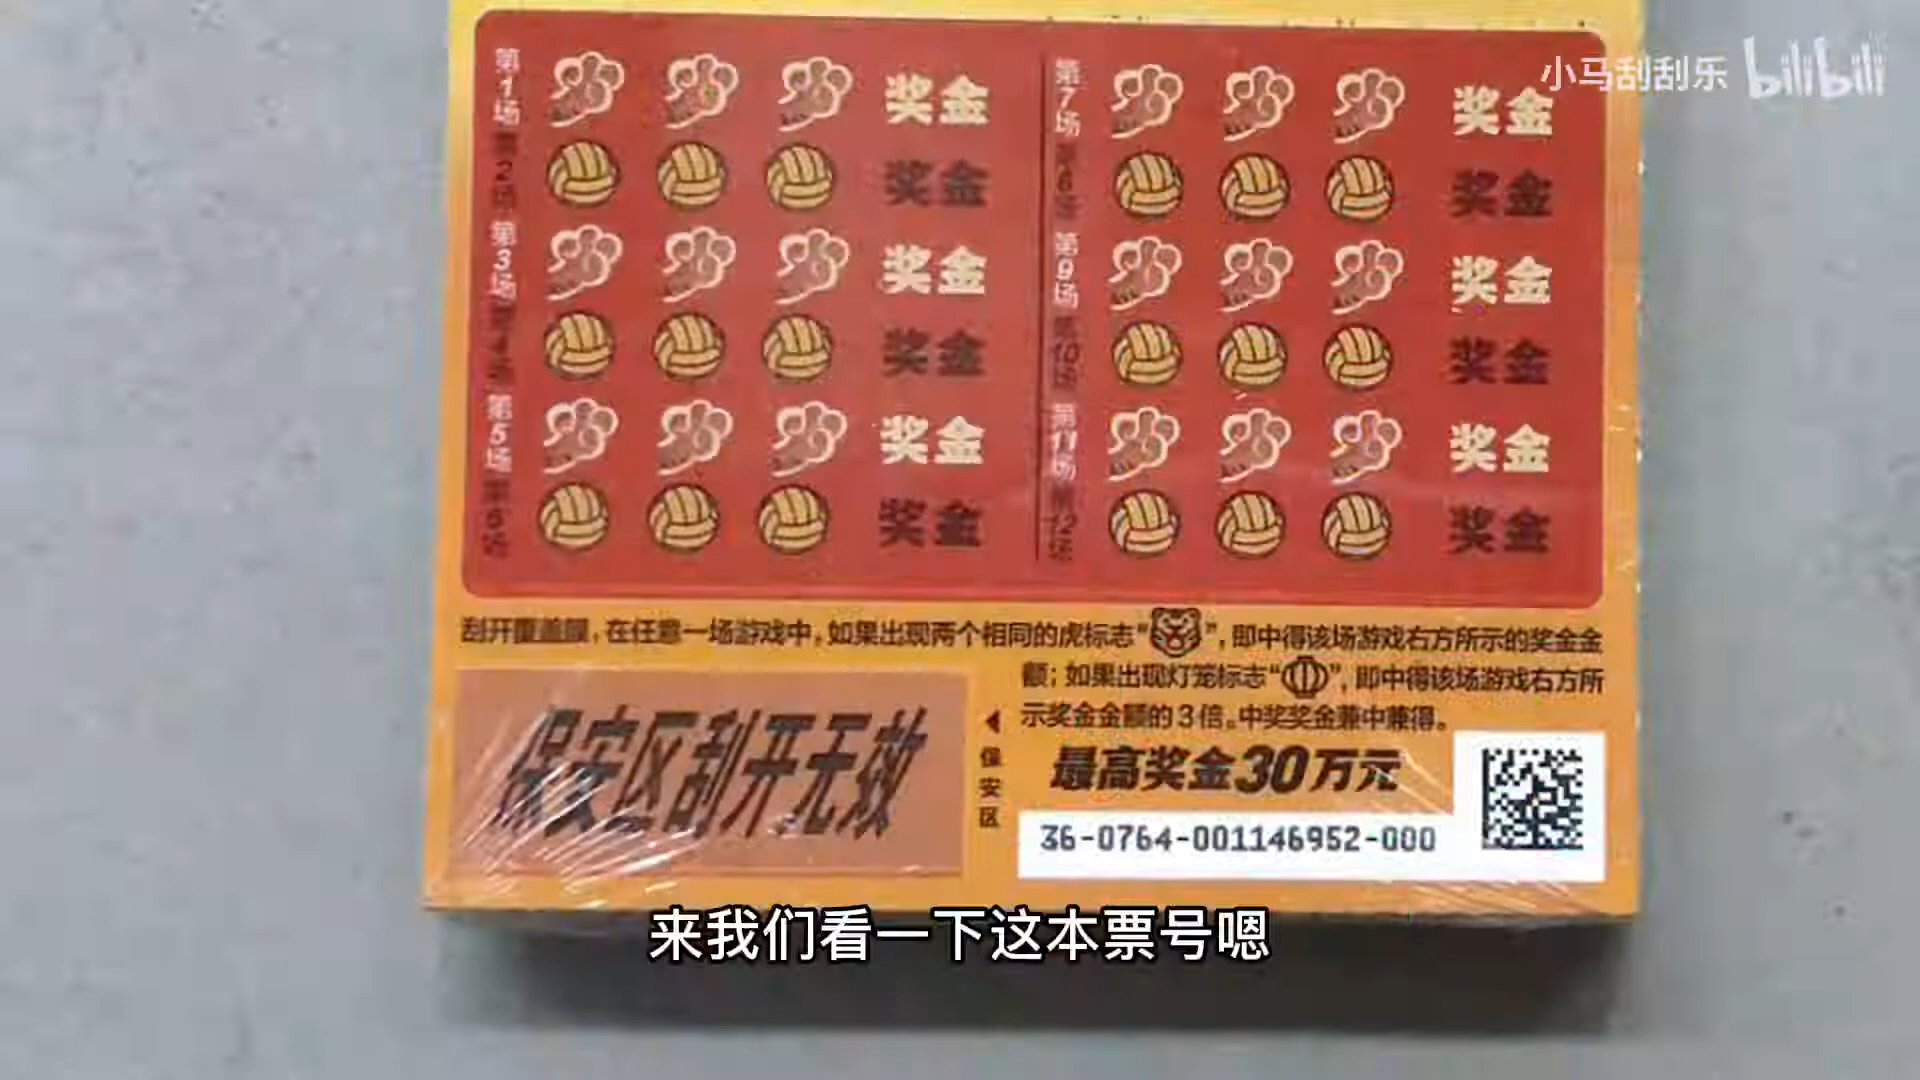 小马刮刮乐 bilibili
第1场 奖金
第2场 奖金
第3场 奖金
第4场 奖金
第5场 奖金
第6场 奖金
第7场 奖金
第8场 奖金
第9场 奖金
第10场 奖金
第11场 奖金
第12场 奖金
刮开覆盖膜,在任意一场游戏中,如果出现两个相同的虎标志“ ”,即中得该场游戏右方所示的奖金金
额;如果出现灯笼标志“ ”,即中得该场游戏右方所
示奖金金额的3倍。中奖奖金兼中兼得。
保安区刮开无效
保安区
最高奖金30万元
36-0764-001146952-000
来我们看一下这本票号嗯